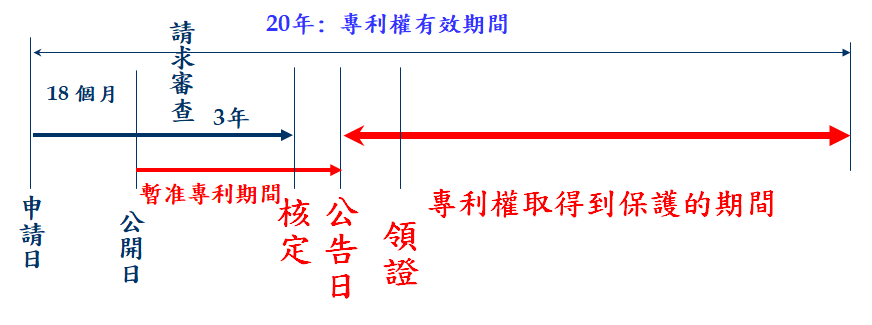 20年：專利權有效期間
請求審查
18 個月
3年
暫准專利期間
申請日
公開日
核定
公告日
領證
專利權取得到保護的期間